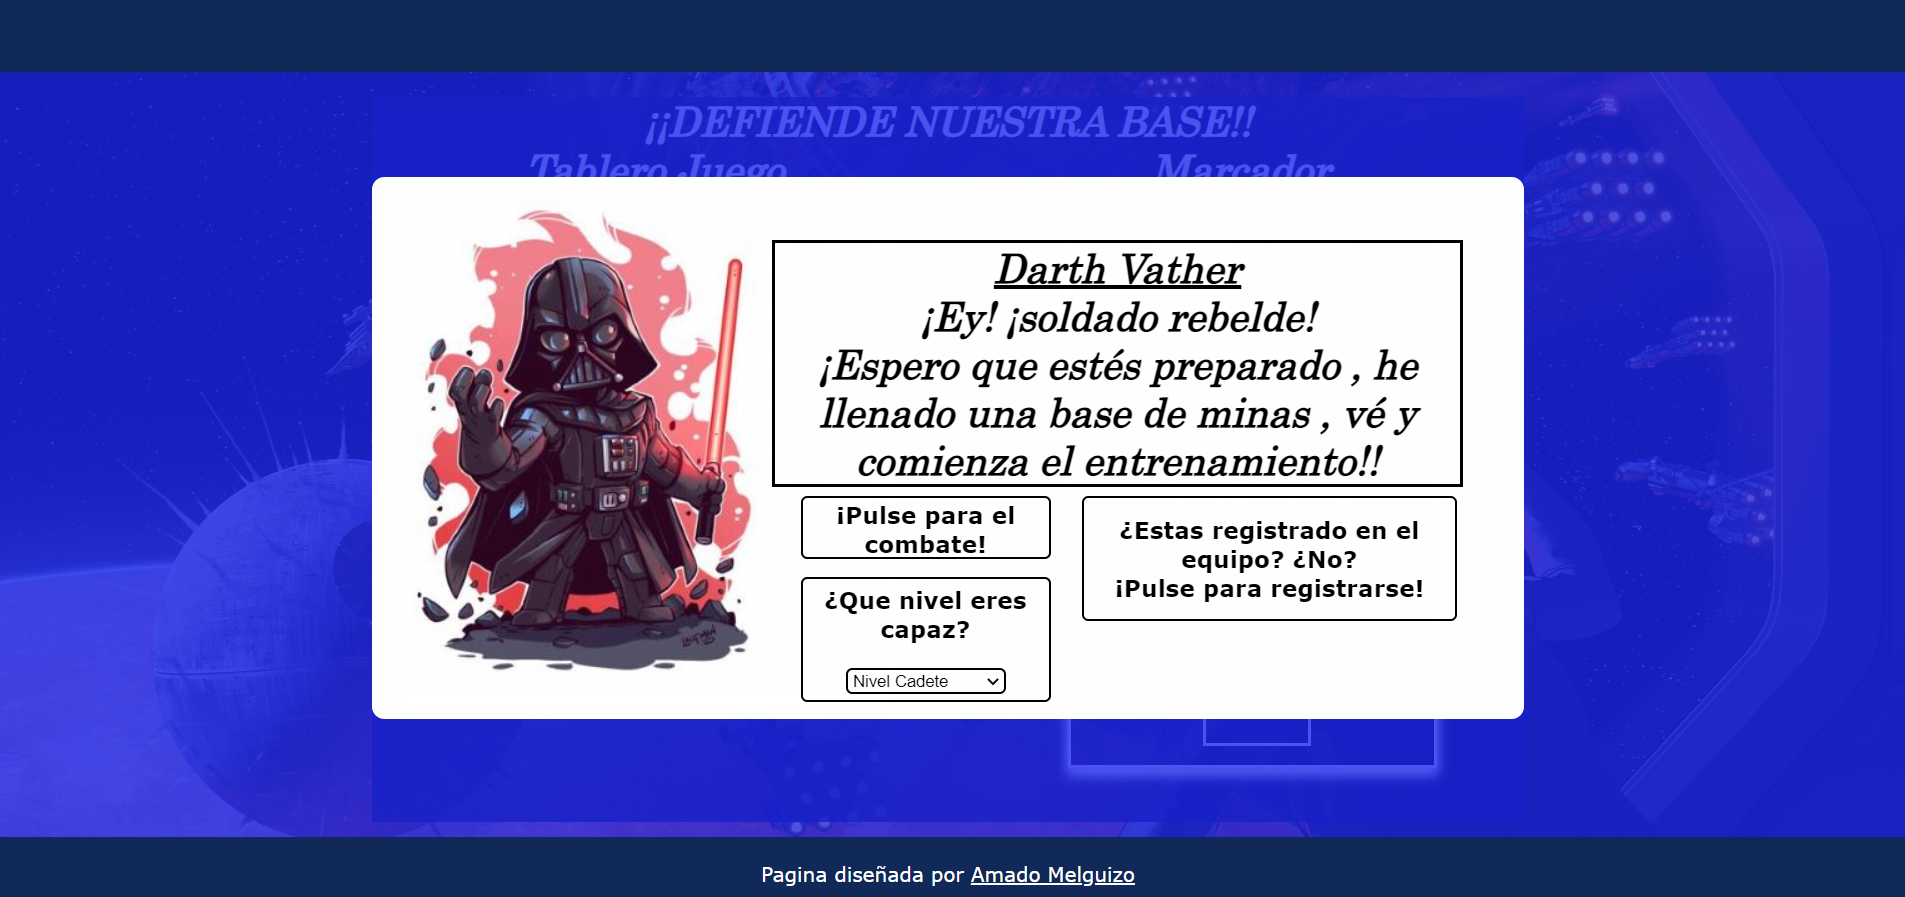 ¡¡DEFIENDE NUESTRA BASE!!
Tablero Juego
Marcador
Darth Vather
¡Ey! ¡soldado rebelde!
¡Espero que estés preparado , he
llenado una base de minas , vé y
comienza el entrenamiento!!
¡Pulse para el
combate!
¿Estas registrado en el
equipo? ¿No?
¡Pulse para registrarse!
¿Que nivel eres
capaz?
Nivel Cadete
Pagina diseñada por Amado Melguizo